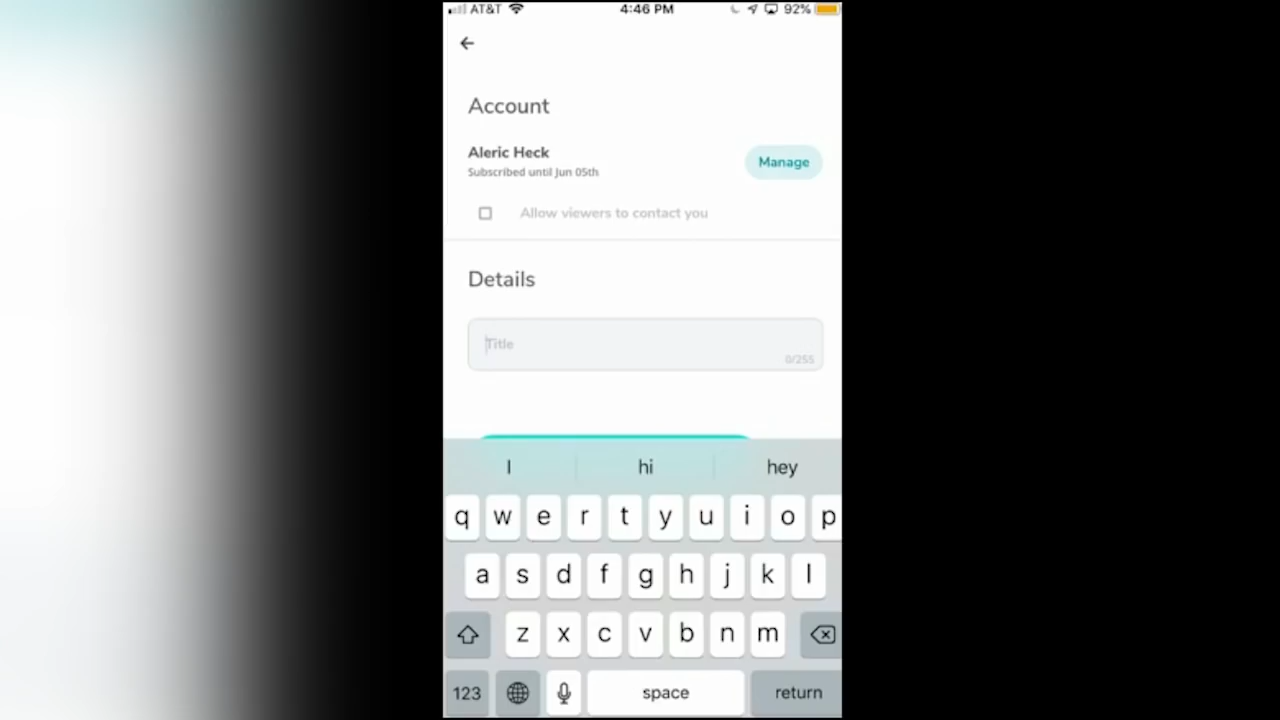 AT&T 4:46 PM 92%
Account
Aleric Heck
Subscribed until Jun 05th
Manage
Allow viewers to contact you
Details
Title
0/255
I hi hey
q w e r t y u i o p
a s d f g h j k l
z x c v b n m
123 space return